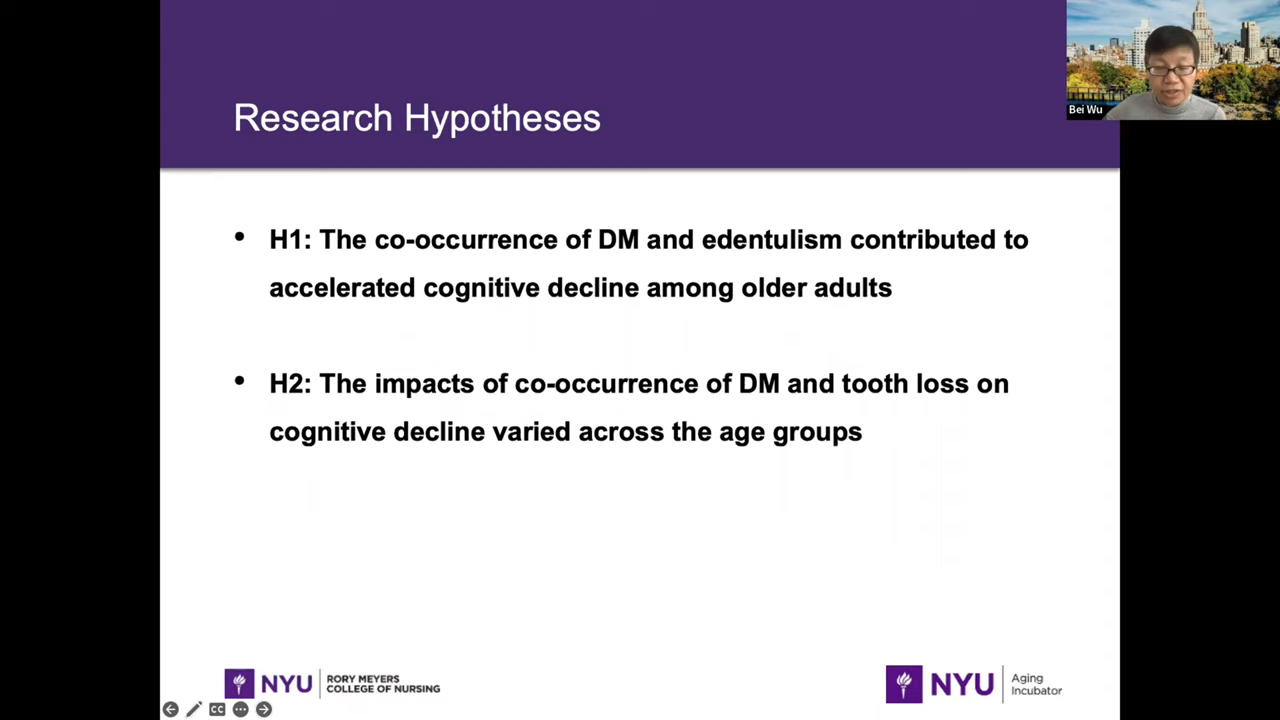 Bei Wu
Research Hypotheses
• H1: The co-occurrence of DM and edentulism contributed to
accelerated cognitive decline among older adults
• H2: The impacts of co-occurrence of DM and tooth loss on
cognitive decline varied across the age groups
NYU
RORY MEYERS
COLLEGE OF NURSING
NYU
Aging
Incubator
CC